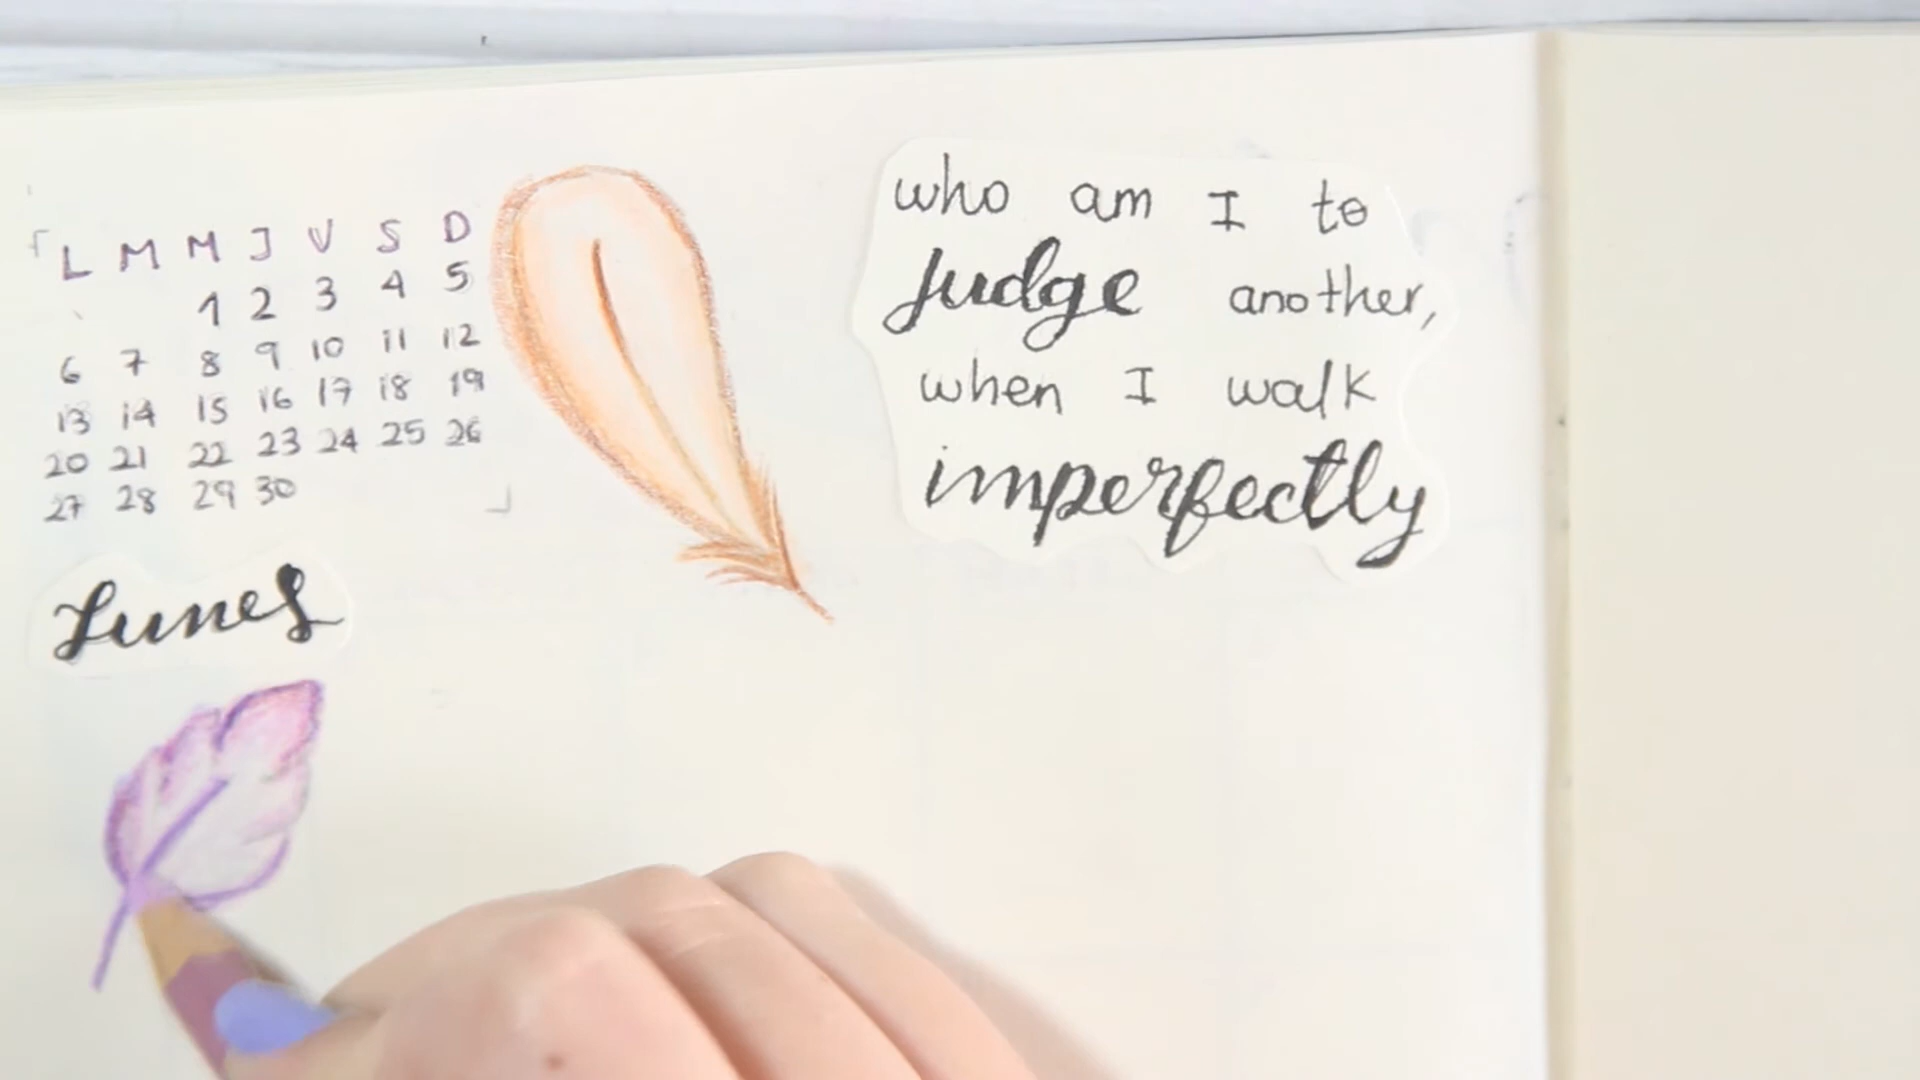 L M M J V S D
1 2 3 4 5
6 7 8 9 10 11 12
13 14 15 16 17 18 19
20 21 22 23 24 25 26
27 28 29 30
who am I to
judge another,
when I walk
imperfectly
Lunes